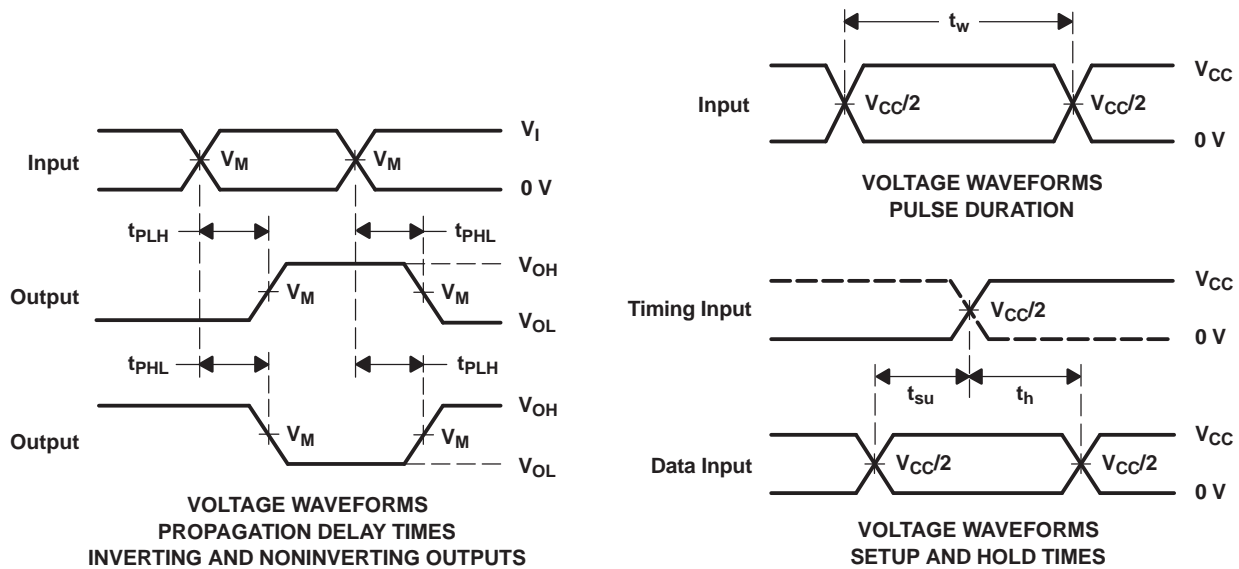 Input
V_I
V_M
V_M
0 V
t_PLH
t_PHL
Output
V_OH
V_M
V_M
V_OL
t_PHL
t_PLH
Output
V_OH
V_M
V_M
V_OL
VOLTAGE WAVEFORMS
PROPAGATION DELAY TIMES
INVERTING AND NONINVERTING OUTPUTS
t_w
Input
V_CC
V_CC/2
V_CC/2
0 V
VOLTAGE WAVEFORMS
PULSE DURATION
Timing Input
V_CC
V_CC/2
0 V
t_su
t_h
Data Input
V_CC
V_CC/2
V_CC/2
0 V
VOLTAGE WAVEFORMS
SETUP AND HOLD TIMES